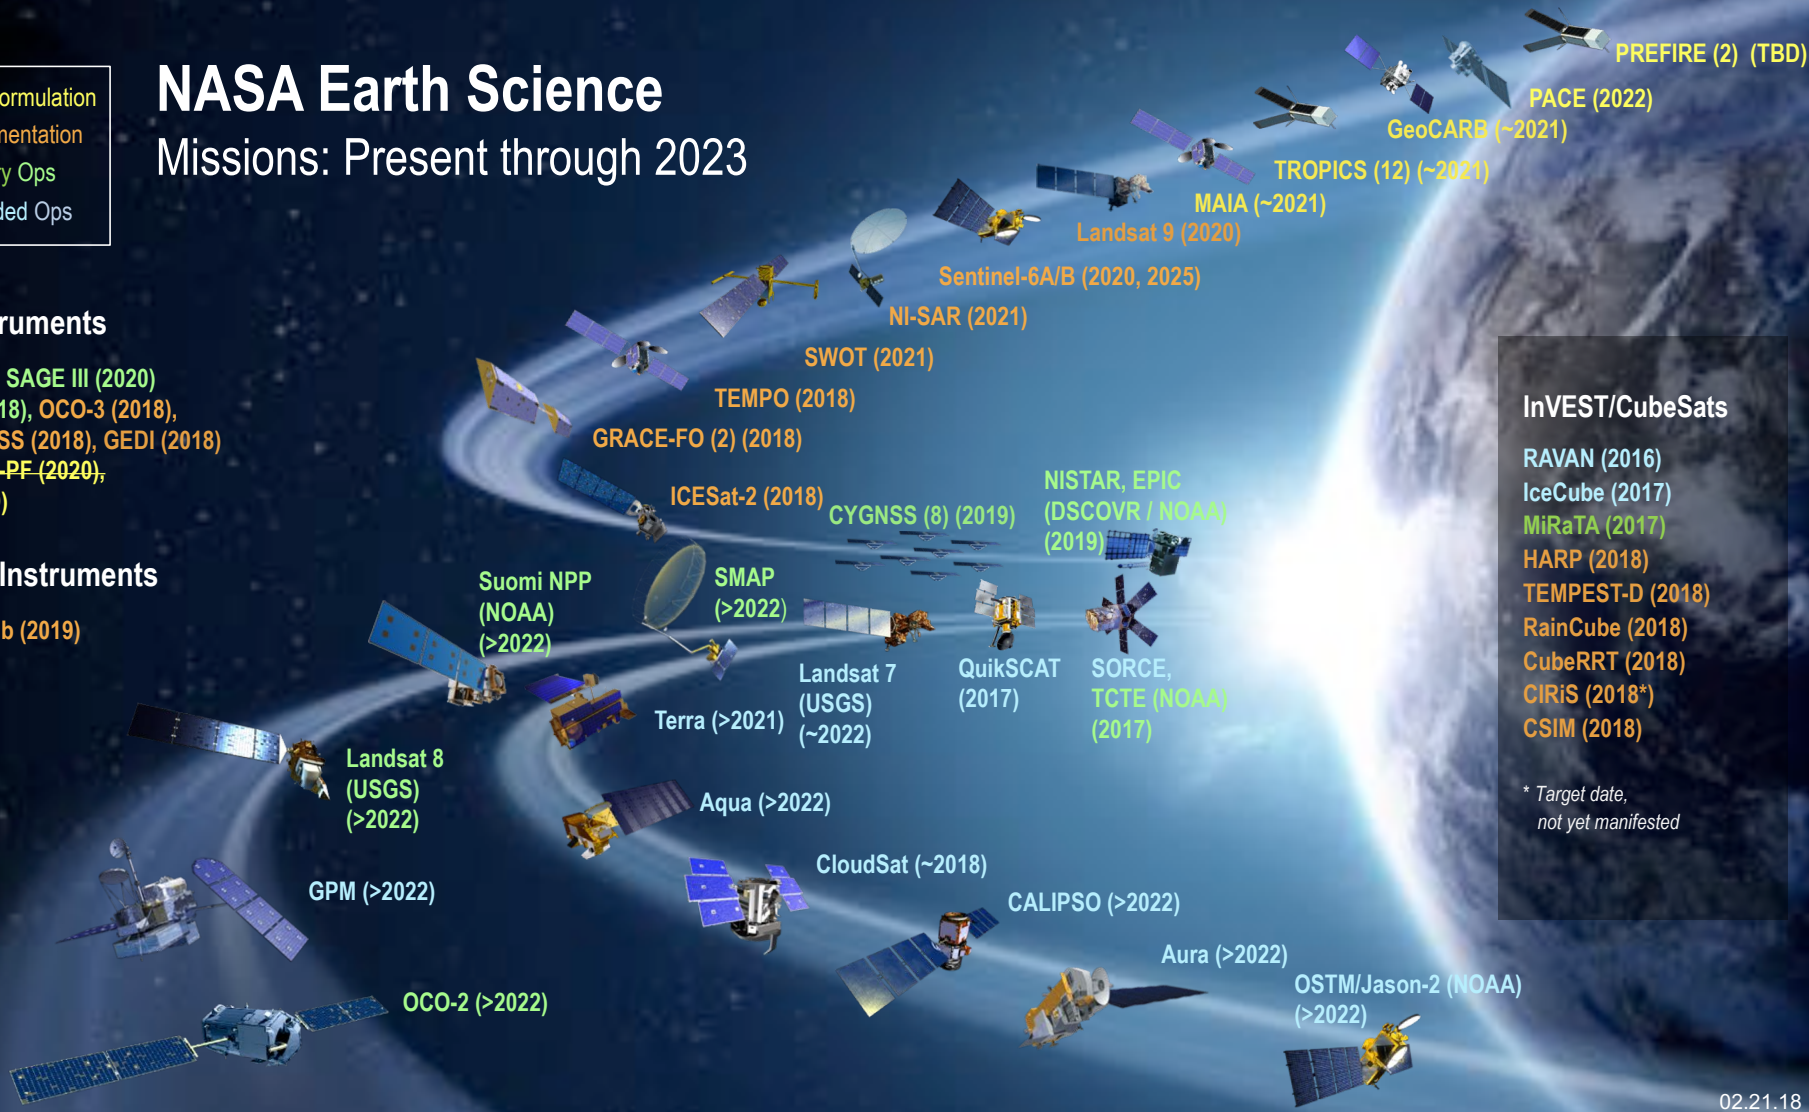 NASA Earth Science
Missions: Present through 2023
ormulation
mentation
y Ops
ded Ops
ruments
SAGE III (2020)
18), OCO-3 (2018),
SS (2018), GEDI (2018)
-PF (2020),
)
Instruments
b (2019)
PREFIRE (2) (TBD)
PACE (2022)
GeoCARB (~2021)
TROPICS (12) (~2021)
MAIA (~2021)
Landsat 9 (2020)
Sentinel-6A/B (2020, 2025)
NI-SAR (2021)
SWOT (2021)
TEMPO (2018)
GRACE-FO (2) (2018)
ICESat-2 (2018)
CYGNSS (8) (2019)
NISTAR, EPIC
(DSCOVR / NOAA)
(2019)
Suomi NPP
(NOAA)
(>2022)
SMAP
(>2022)
Landsat 7
(USGS)
(~2022)
QuikSCAT
(2017)
SORCE,
TCTE (NOAA)
(2017)
Terra (>2021)
Landsat 8
(USGS)
(>2022)
Aqua (>2022)
GPM (>2022)
CloudSat (~2018)
CALIPSO (>2022)
Aura (>2022)
OSTM/Jason-2 (NOAA)
(>2022)
OCO-2 (>2022)
InVEST/CubeSats
RAVAN (2016)
IceCube (2017)
MiRaTA (2017)
HARP (2018)
TEMPEST-D (2018)
RainCube (2018)
CubeRRT (2018)
CIRiS (2018*)
CSIM (2018)
* Target date,
not yet manifested
02.21.18